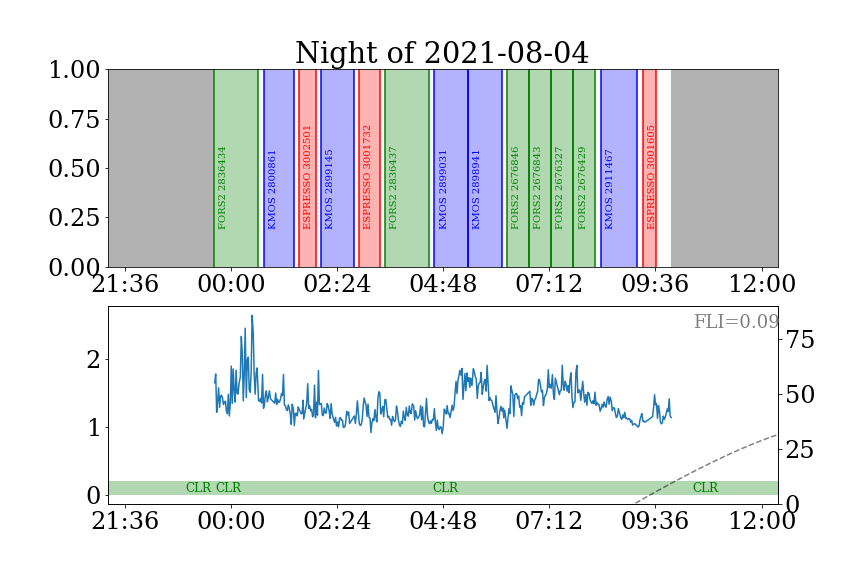 Night of 2021-08-04
1.00
0.75
0.50
0.25
0.00
FORS2 2836434
KMOS 2800861
ESPRESSO 3002501
KMOS 2899145
ESPRESSO 3001732
FORS2 2836437
KMOS 2899031
KMOS 2898941
FORS2 2676846
FORS2 2676843
FORS2 2676327
FORS2 2676429
KMOS 2911467
ESPRESSO 3001605
21:36 00:00 02:24 04:48 07:12 09:36 12:00
FLI=0.09
2
1
0
75
50
25
0
CLR CLR CLR CLR
21:36 00:00 02:24 04:48 07:12 09:36 12:00